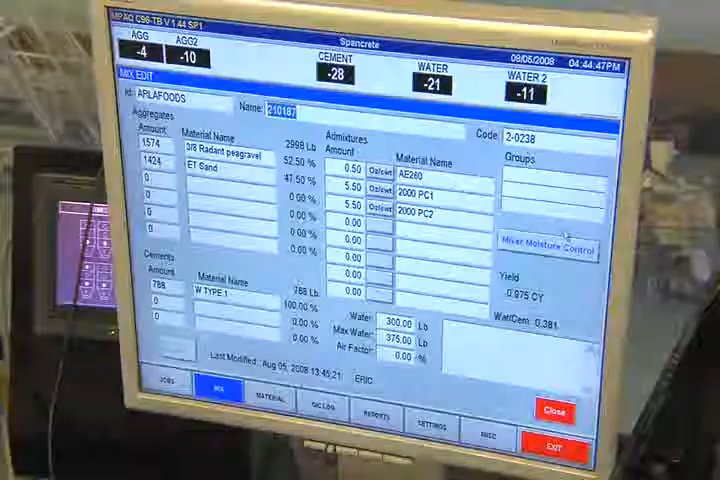 MPAQ C96-TB V 1.44 SP1
Spancrete
08/05/2008 04:44:47PM
AGG AGG2 CEMENT WATER WATER 2
-4 -10 -28 -21 -11
MIX EDIT
Id: ARLAFOODS Name: 210187 Code: 2-0238
Aggregates Admixtures Groups
Amount Material Name 2998 Lb Amount Material Name
1574 3/8 Radant peagravel 52.50 % 0.50 Oz/cwt AE260
1424 ET Sand 47.50 % 5.50 Oz/cwt 2000 PC1
0 0.00 % 5.50 Oz/cwt 2000 PC2
0 0.00 % 0.00
0 0.00 % 0.00
0 0.00 % 0.00
Mixer Moisture Control
Cements 0.00
Amount Material Name 788 Lb 0.00
788 W TYPE 1 100.00 %
0 0.00 %
0 0.00 %
Yield
0.975 CY
Wat/Cem 0.381
Water: 300.00 Lb
Max Water: 375.00 Lb
Air Factor: 0.00 %
Last Modified: Aug 05, 2008 13:45:21 ERIC
Close
JOBS MIX MATERIAL REPORTS SETTINGS MISC EXIT